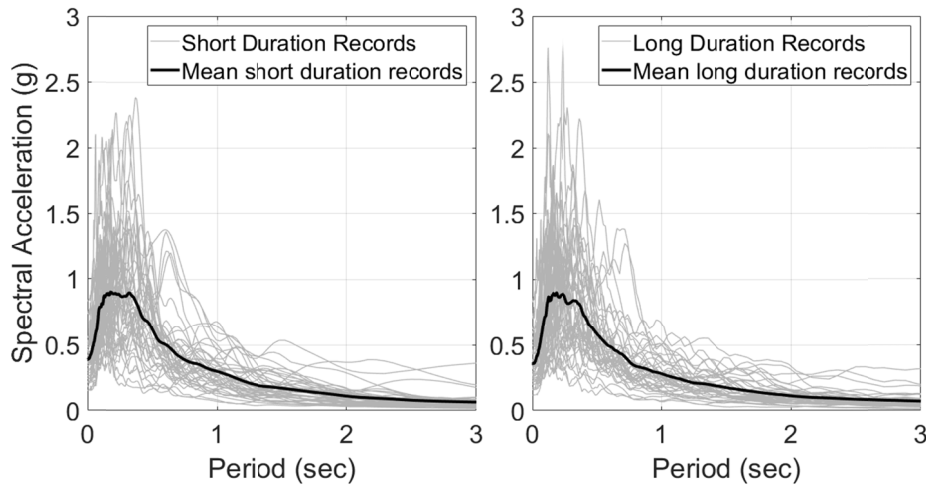 Spectral Acceleration (g)
3
2.5
2
1.5
1
0.5
0
Short Duration Records
Mean short duration records
0 1 2 3
Period (sec)
3
2.5
2
1.5
1
0.5
0
Long Duration Records
Mean long duration records
0 1 2 3
Period (sec)